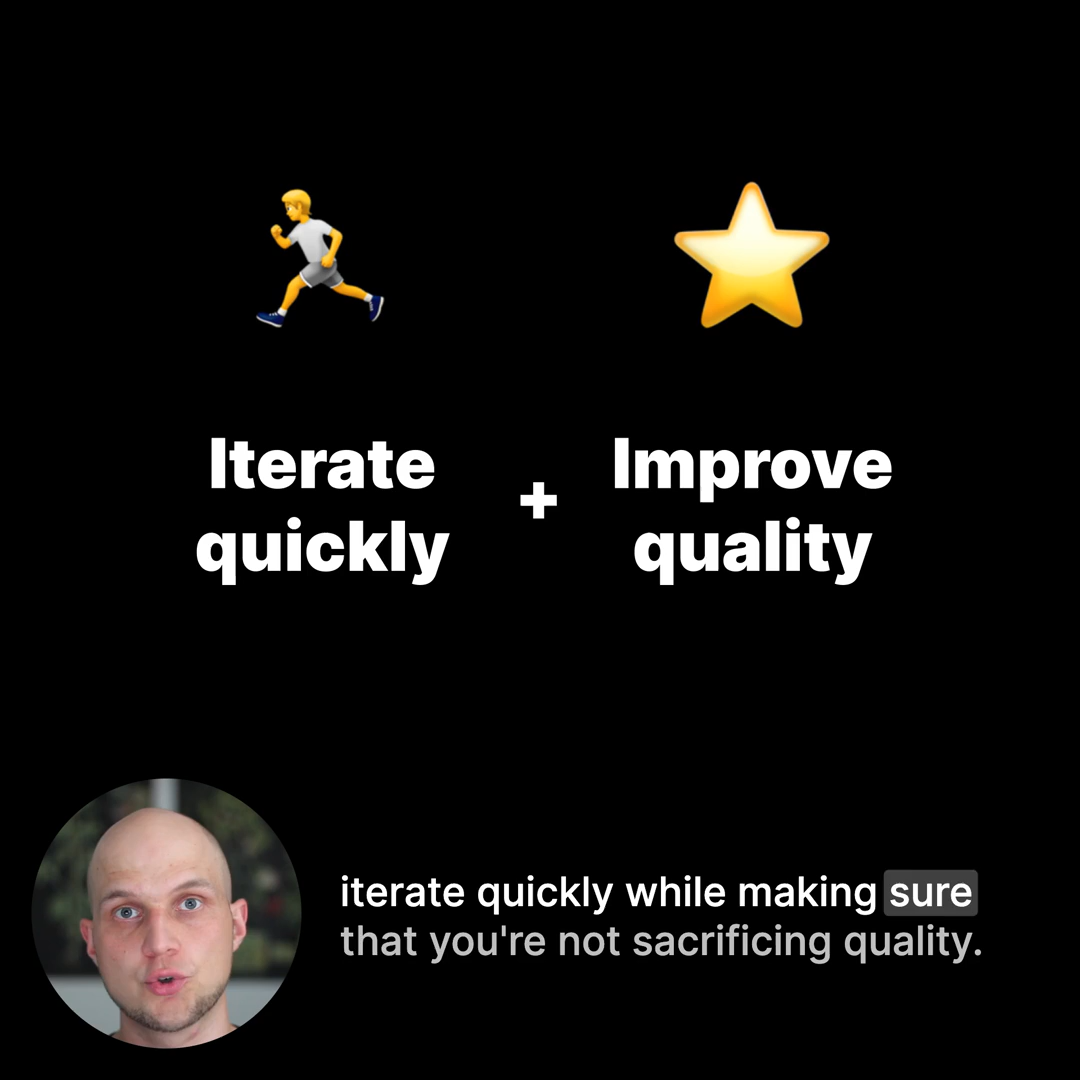 Iterate
quickly
+
Improve
quality
iterate quickly while making sure
that you're not sacrificing quality.